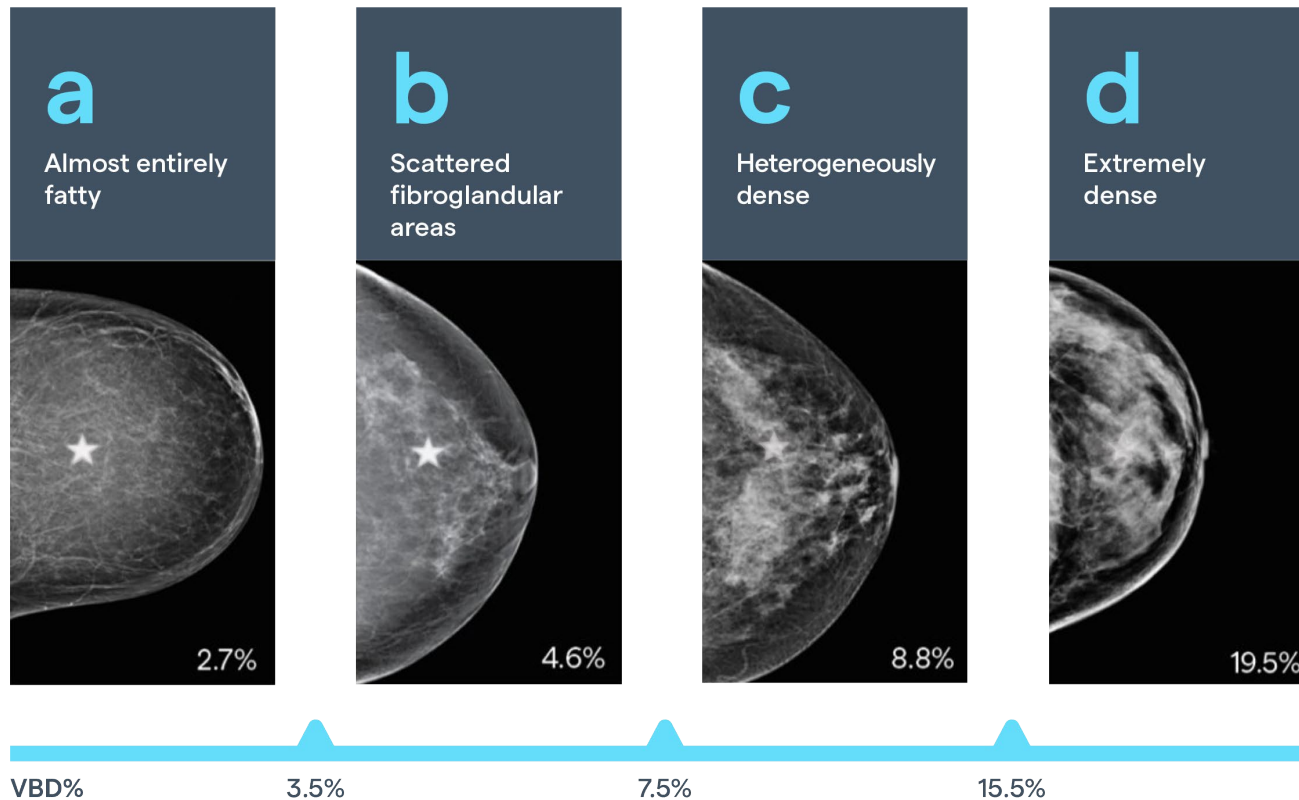 a
Almost entirely
fatty
2.7%
b
Scattered
fibroglandular
areas
4.6%
c
Heterogeneously
dense
8.8%
d
Extremely
dense
19.5%
VBD%
3.5%
7.5%
15.5%